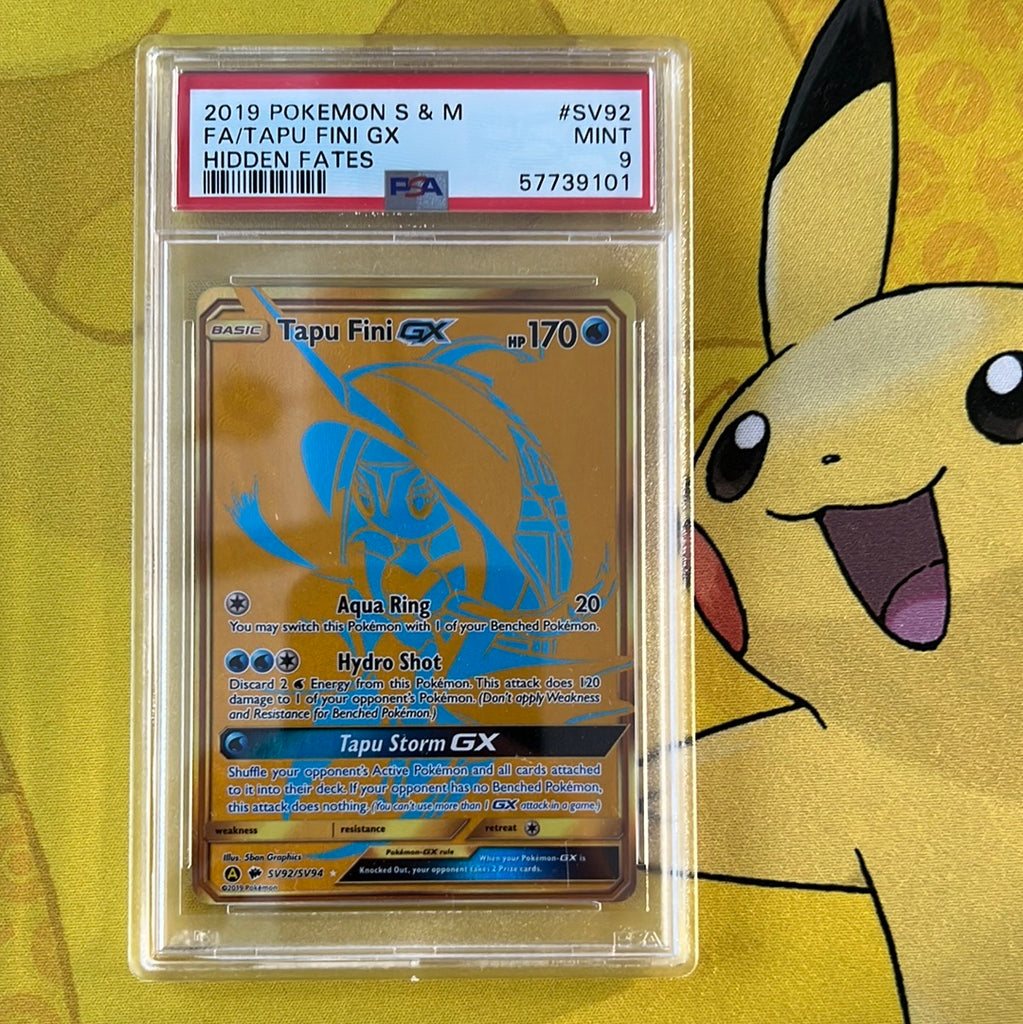 2019 POKEMON S & M #SV92
FA/TAPU FINI GX MINT
HIDDEN FATES 9
PSA 57739101
BASIC Tapu Fini GX HP 170
Aqua Ring 20
You may switch this Pokémon with 1 of your Benched Pokémon.
Hydro Shot
Discard 2 Energy from this Pokémon. This attack does 120
damage to 1 of your opponent's Pokémon. (Don't apply Weakness
and Resistance for Benched Pokémon.)
Tapu Storm GX
Shuffle your opponent's Active Pokémon and all cards attached
to it into their deck. If your opponent has no Benched Pokémon,
this attack does nothing. (You can't use more than 1 GX attack in a game.)
weakness resistance retreat
Illus. 5ban Graphics Pokémon-GX rule When your Pokémon-GX is
A SV92/SV94 Knocked Out, your opponent takes 2 Prize cards.
©2019 Pokémon
PSA